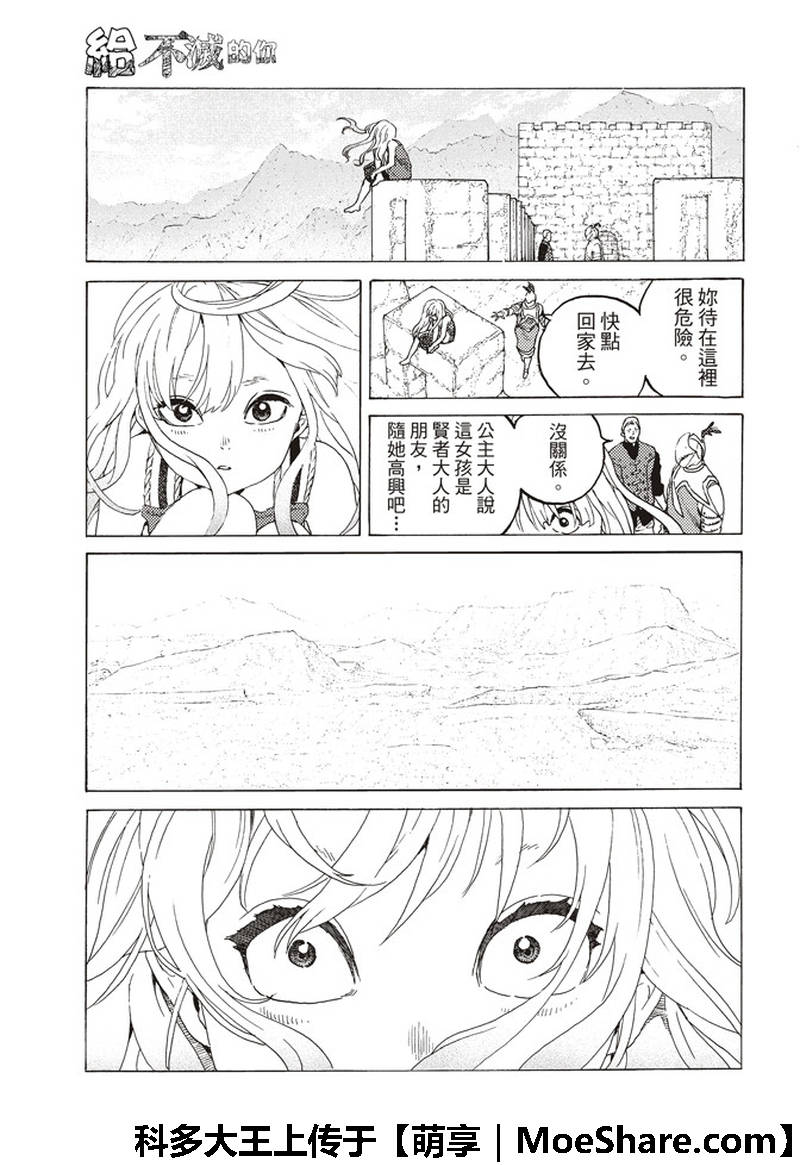 給不滅的你
妳待在這裡
很危險。
快點
回家去。
沒關係。
公主大人說
這女孩是
賢者大人的
朋友，
隨她高興吧…
科多大王上传于【萌享｜MoeShare.com】